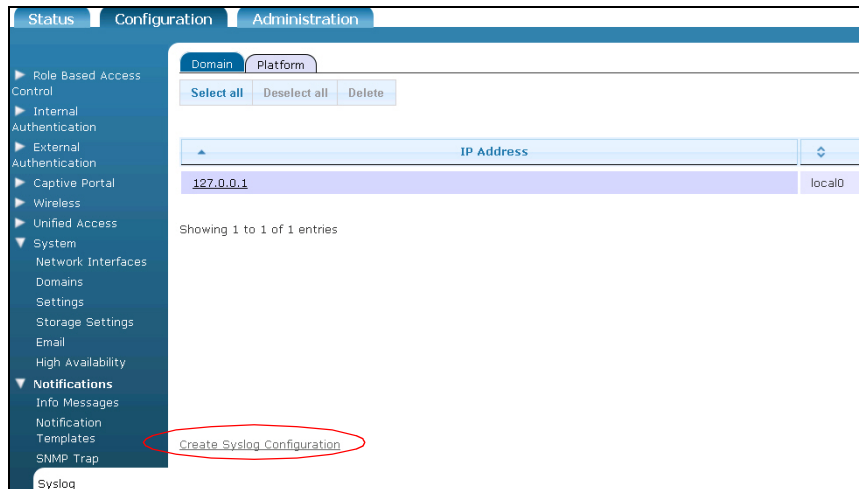 Status Configuration Administration
Role Based Access
Control
Internal
Authentication
External
Authentication
Captive Portal
Wireless
Unified Access
System
Network Interfaces
Domains
Settings
Storage Settings
Email
High Availability
Notifications
Info Messages
Notification
Templates
SNMP Trap
Syslog
Domain Platform
Select all Deselect all Delete
IP Address
127.0.0.1 local0
Showing 1 to 1 of 1 entries
Create Syslog Configuration